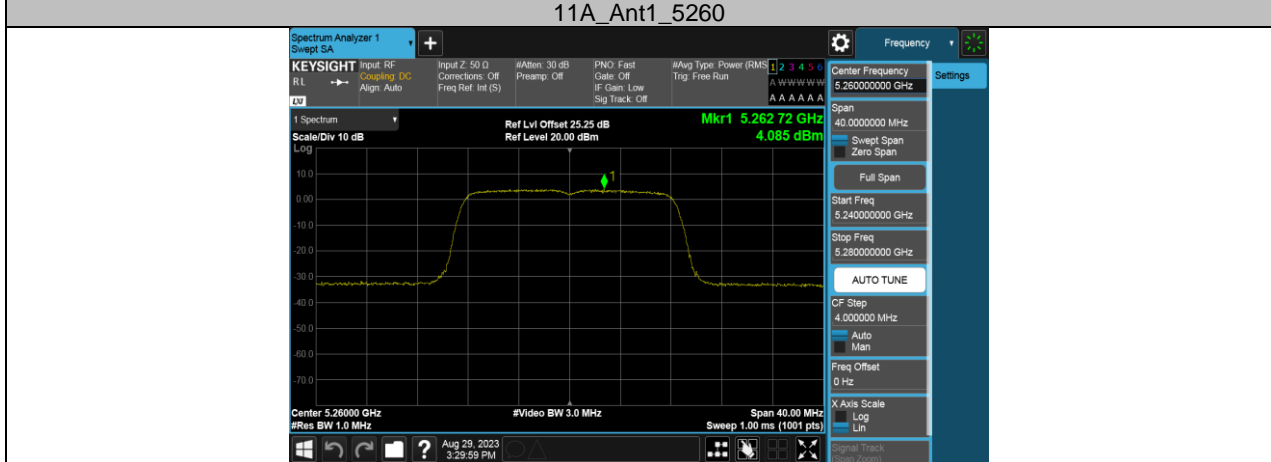 11A_Ant1_5260
Spectrum Analyzer 1
Swept SA
+
Frequency
KEYSIGHT
RL
LXI
Input: RF
Coupling: DC
Align: Auto
Input Z: 50 Ω
Corrections: Off
Freq Ref: Int (S)
#Atten: 30 dB
Preamp: Off
PNO: Fast
Gate: Off
IF Gain: Low
Sig Track: Off
#Avg Type: Power (RMS
Trig: Free Run
1 2 3 4 5 6
A W W W W W
A A A A A A
1 Spectrum
Scale/Div 10 dB
Log
Ref Lvl Offset 25.25 dB
Ref Level 20.00 dBm
Mkr1 5.262 72 GHz
4.085 dBm
10.0
0.00
-10.0
-20.0
-30.0
-40.0
-50.0
-60.0
-70.0
1
Center 5.26000 GHz
#Res BW 1.0 MHz
#Video BW 3.0 MHz
Span 40.00 MHz
Sweep 1.00 ms (1001 pts)
?
Aug 29, 2023
3:29:59 PM
Center Frequency
5.260000000 GHz
Span
40.0000000 MHz
Swept Span
Zero Span
Full Span
Start Freq
5.240000000 GHz
Stop Freq
5.280000000 GHz
AUTO TUNE
CF Step
4.000000 MHz
Auto
Man
Freq Offset
0 Hz
X Axis Scale
Log
Lin
Signal Track
(Span Zoom)
Settings